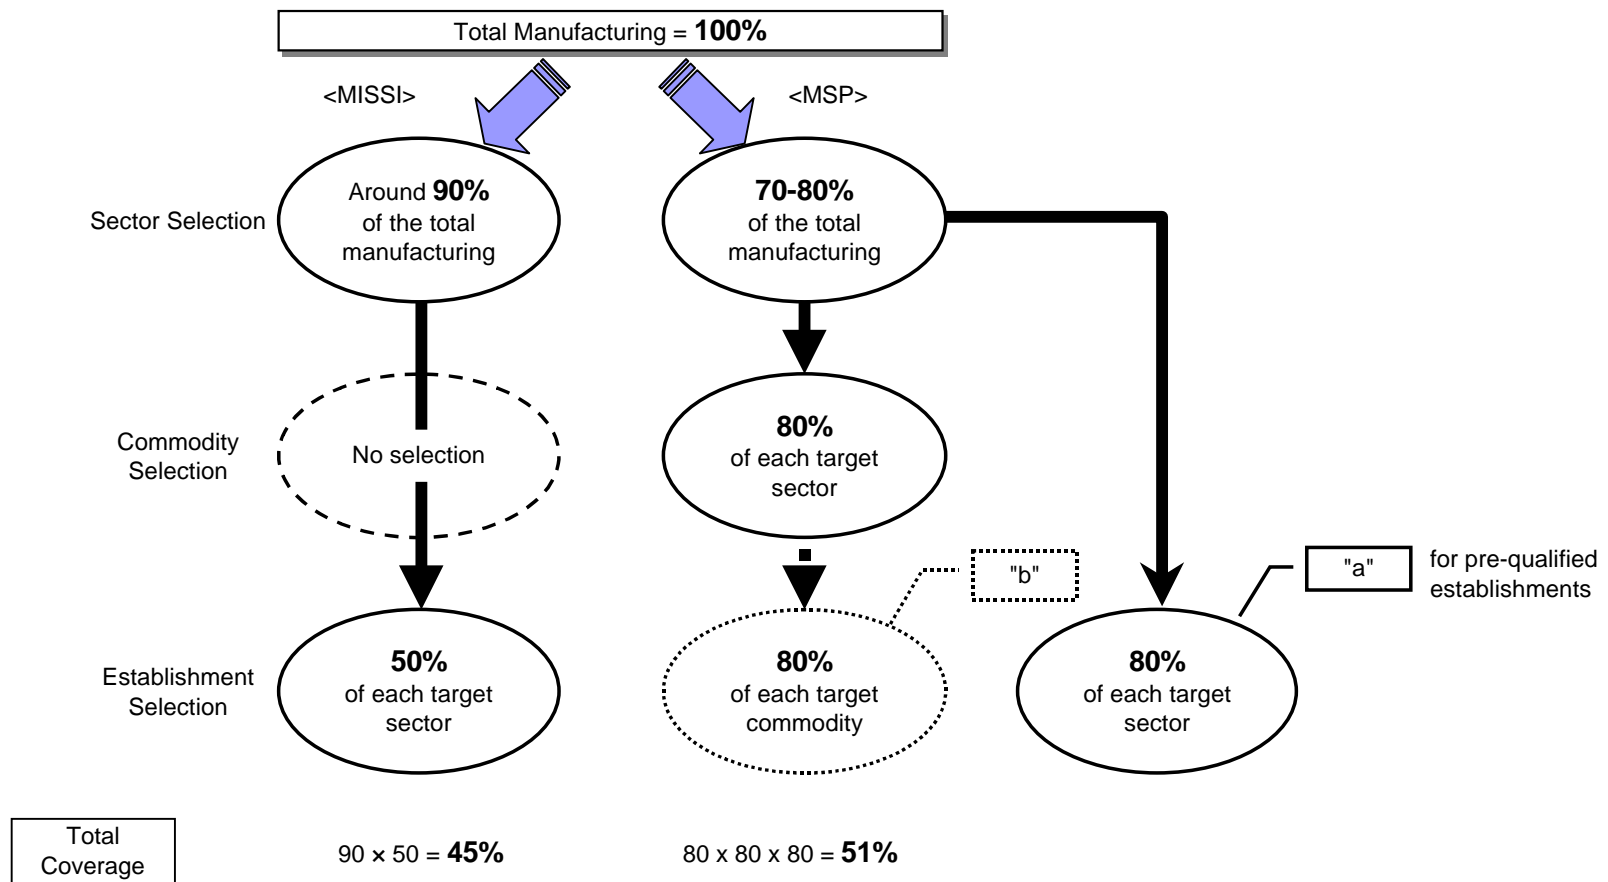 Total Manufacturing = 100%
<MISSI>
<MSP>
Sector Selection
Around 90%
of the total
manufacturing
70-80%
of the total
manufacturing
Commodity
Selection
No selection
80%
of each target
sector
"b"
"a"
for pre-qualified
establishments
Establishment
Selection
50%
of each target
sector
80%
of each target
commodity
80%
of each target
sector
Total
Coverage
90 × 50 = 45%
80 x 80 x 80 = 51%